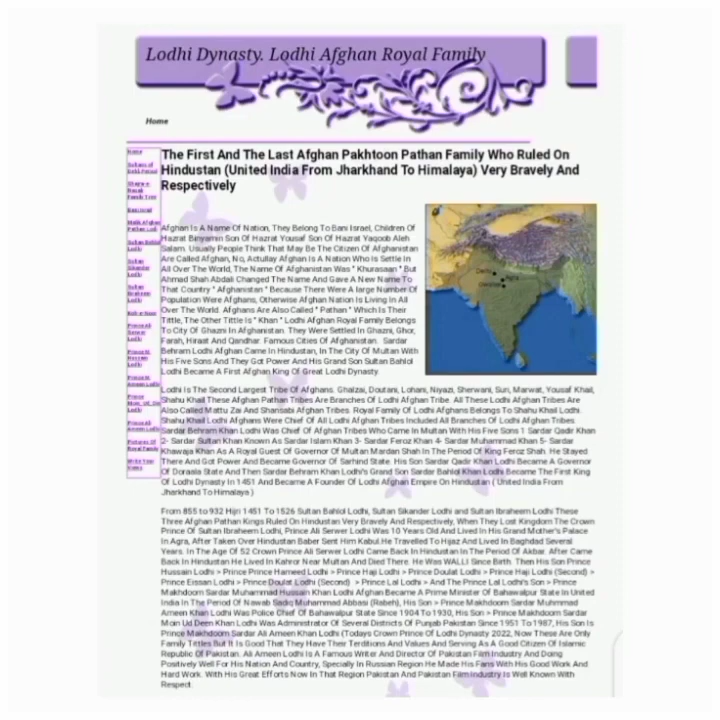 Lodhi Dynasty. Lodhi Afghan Royal Family
Home
The First And The Last Afghan Pakhtoon Pathan Family Who Ruled On
Hindustan (United India From Jharkhand To Himalaya) Very Bravely And
Respectively
Home
Sultans of
Family Tree
Malik Afghan
Pathan Lodi
Sultan Bahlol
Lodhi
Sultan
Sikandar
Lodhi
Sultan
Ibraheem
Lodhi
Lodhi
Lodhi
Lodhi
Pictures Of
Royal Family
Delhi
Agra
Afghan Is A Name Of Nation, They Belong To Bani Israel, Children Of
Hazrat Binyamin Son Of Hazrat Yousaf Son Of Hazrat Yaqoob Aleh
Salam. Usually People Think That May Be The Citizen Of Afghanistan
Are Called Afghan, No, Actullay Afghan Is A Nation Who Is Settle In
All Over The World, The Name Of Afghanistan Was " Khurasaan " But
Ahmad Shah Abdali Changed The Name And Gave A New Name To
That Country " Afghanistan " Because There Were A large Number Of
Population Were Afghans, Otherwise Afghan Nation Is Living In All
Over The World. Afghans Are Also Called " Pathan " Which Is Their
Tittle, The Other Tittle Is " Khan " Lodhi Afghan Royal Family Belongs
To City Of Ghazni In Afghanistan. They Were Settled In Ghazni, Ghor,
Farah, Hiraat And Qandhar. Famous Cities Of Afghanistan. Sardar
Behram Lodhi Afghan Came In Hindustan, In The City Of Multan With
His Five Sons And They Got Power And His Grand Son Sultan Bahlol
Lodhi Became A First Afghan King Of Great Lodhi Dynasty.
Lodhi Is The Second Largest Tribe Of Afghans. Ghalzai, Doutani, Lohani, Niyazi, Sherwani, Suri, Marwat, Yousaf Khail,
Shahu Khail These Afghan Pathan Tribes Are Branches Of Lodhi Afghan Tribe. All These Lodhi Afghan Tribes Are
Also Called Mattu Zai And Shansabi Afghan Tribes. Royal Family Of Lodhi Afghans Belongs To Shahu Khail Lodhi.
Shahu Khail Lodhi Afghans Were Chief Of All Lodhi Afghan Tribes Included All Branches Of Lodhi Afghan Tribes.
Sardar Behram Khan Lodhi Was Chief Of Afghan Tribes Who Came In Multan With His Five Sons 1 Sardar Qadir Khan
2- Sardar Sultan Khan Known As Sardar Islam Khan 3- Sardar Feroz Khan 4- Sardar Muhammad Khan 5- Sardar
Khawaja Khan As A Royal Guest Of Governor Of Multan Mardan Shah In The Period Of King Feroz Shah. He Stayed
There And Got Power And Became Governor Of Sarhind State. His Son Sardar Qadir Khan Lodhi Became A Governor
Of Doraala State And Then Sardar Behram Khan Lodhi's Grand Son Sardar Bahlol Khan Lodhi Became The First King
Of Lodhi Dynasty In 1451 And Became A Founder Of Lodhi Afghan Empire On Hindustan ( United India From
Jharkhand To Himalaya )
From 855 to 932 Hijri 1451 To 1526 Sultan Bahlol Lodhi, Sultan Sikander Lodhi and Sultan Ibraheem Lodhi These
Three Afghan Pathan Kings Ruled On Hindustan Very Bravely And Respectively, When They Lost Kingdom The Crown
Prince Of Sultan Ibraheem Lodhi, Prince Ali Serwer Lodhi Was 10 Years Old And Lived In His Grand Mother's Palace
In Agra, After Taken Over Hindustan Baber Sent Him Kabul.He Travelled To Hijaz And Lived In Baghdad Several
Years. In The Age Of 52 Crown Prince Ali Serwer Lodhi Came Back In Hindustan In The Period Of Akbar. After Came
Back In Hindustan He Lived In Kahror Near Multan And Died There. He Was WALLI Since Birth. Then His Son Prince
Hussain Lodhi > Prince Prince Hameed Lodhi > Prince Haji Lodhi > Prince Doulat Lodhi > Prince Haji Lodhi (Second) >
Prince Eissan Lodhi > Prince Doulat Lodhi (Second) > Prince Lal Lodhi > And The Prince Lal Lodhi's Son > Prince
Makhdoom Sardar Muhammad Hussain Khan Lodhi Afghan Became A Prime Minister Of Bahawalpur State In United
India In The Period Of Nawab Sadiq Muhammad Abbasi (Rabeh), His Son > Prince Makhdoom Sardar Muhmmad
Ameen Khan Lodhi Was Police Chief Of Bahawalpur State Since 1904 To 1930, His Son > Prince Makhdoom Sardar
Moin Ud Deen Khan Lodhi Was Administrator Of Several Districts Of Punjab Pakistan Since 1951 To 1987, His Son Is
Prince Makhdoom Sardar Ali Ameen Khan Lodhi (Todays Crown Prince Of Lodhi Dynasty 2022, Now These Are Only
Family Tittles But It Is Good That They Have Their Terditions And Values And Serving As A Good Citizen Of Islamic
Republic Of Pakistan. Ali Ameen Lodhi Is A Famous Writer And Director Of Pakistan Film Industry And Doing
Positively Well For His Nation And Country, Specially In Russian Region He Made His Fans With His Good Work And
Hard Work. With His Great Efforts Now In That Region Pakistan And Pakistan Film Industry Is Well Known With
Respect.